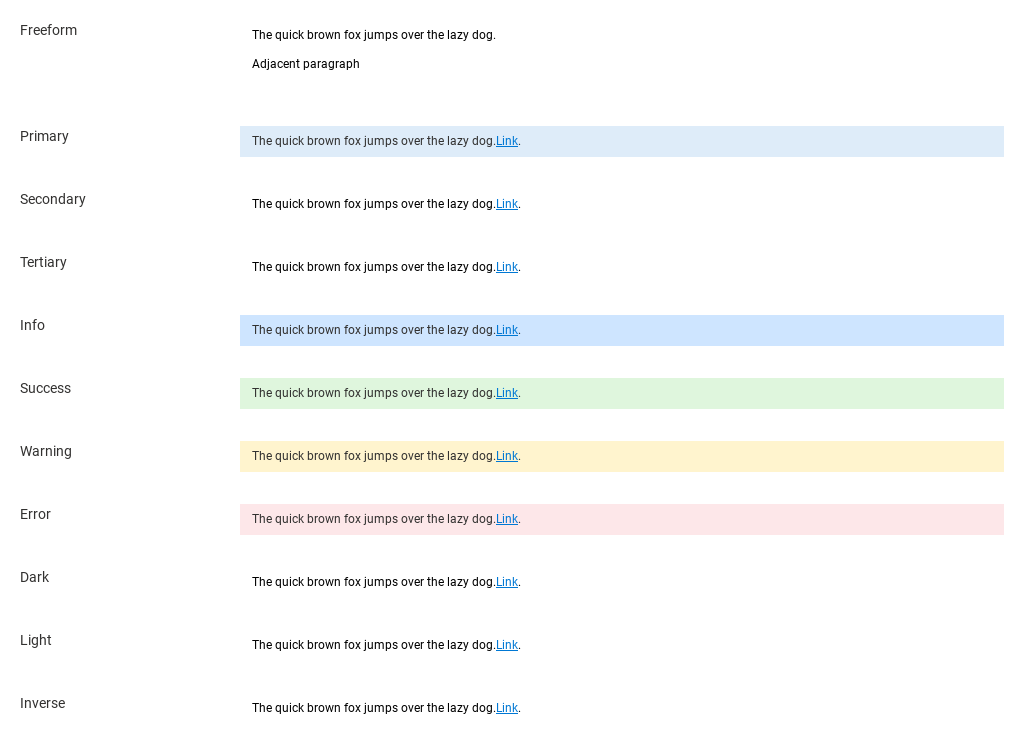 Freeform
The quick brown fox jumps over the lazy dog.
Adjacent paragraph
Primary
The quick brown fox jumps over the lazy dog.Link.
Secondary
The quick brown fox jumps over the lazy dog.Link.
Tertiary
The quick brown fox jumps over the lazy dog.Link.
Info
The quick brown fox jumps over the lazy dog.Link.
Success
The quick brown fox jumps over the lazy dog.Link.
Warning
The quick brown fox jumps over the lazy dog.Link.
Error
The quick brown fox jumps over the lazy dog.Link.
Dark
The quick brown fox jumps over the lazy dog.Link.
Light
The quick brown fox jumps over the lazy dog.Link.
Inverse
The quick brown fox jumps over the lazy dog.Link.